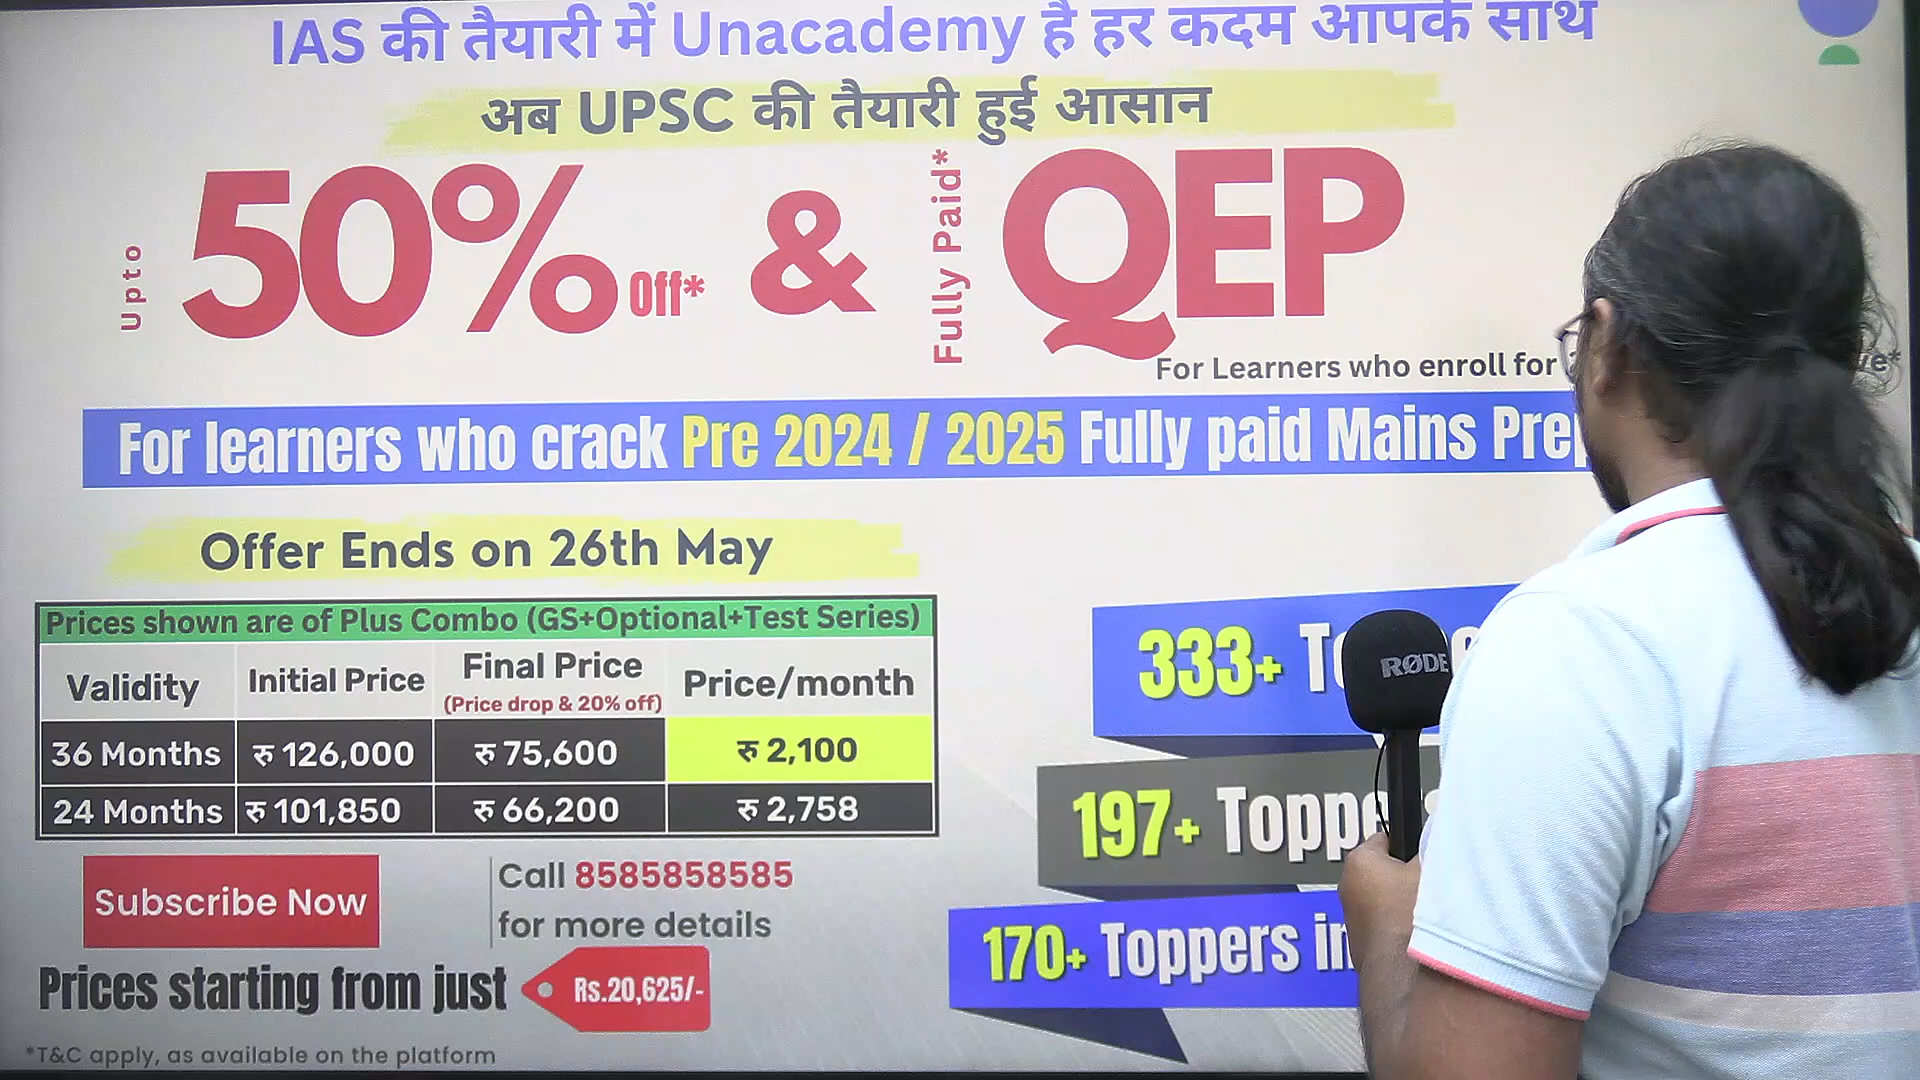 IAS की तैयारी में Unacademy है हर कदम आपके साथ
अब UPSC की तैयारी हुई आसान
Upto 50% Off* & Fully Paid* QEP
For Learners who enroll for
For learners who crack Pre 2024 / 2025 Fully paid Mains
Offer Ends on 26th May
Prices shown are of Plus Combo (GS+Optional+Test Series)
Validity Initial Price Final Price (Price drop & 20% off) Price/month
36 Months रु 126,000 रु 75,600 रु 2,100
24 Months रु 101,850 रु 66,200 रु 2,758
Subscribe Now
Call 8585858585
for more details
Prices starting from just Rs.20,625/-
*T&C apply, as available on the platform
333+
197+
170+ Toppers in
RØDE